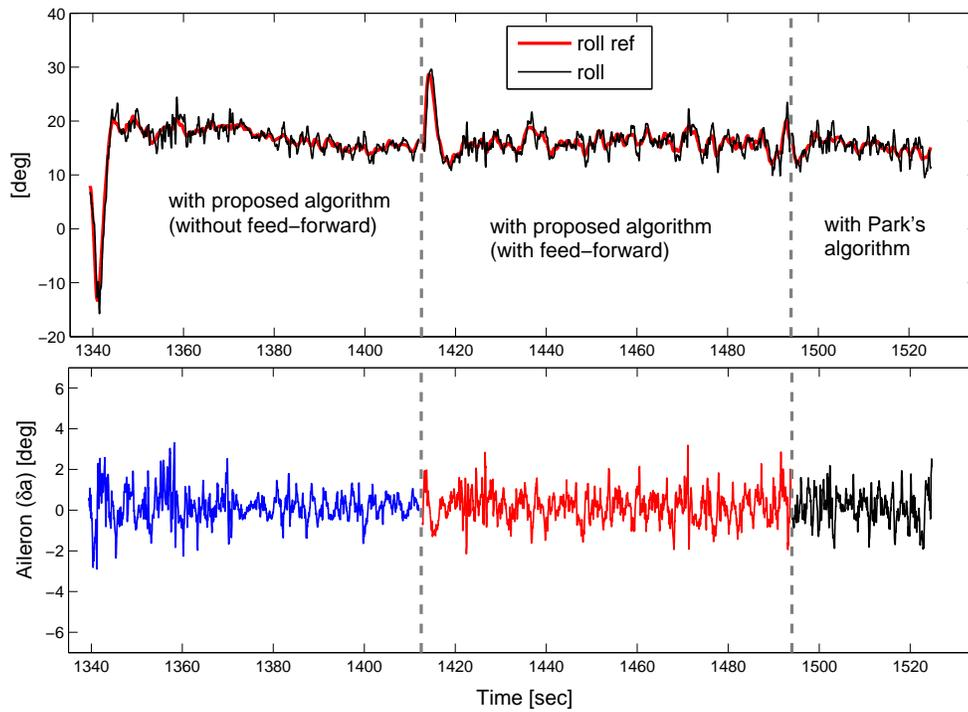 40
30
20
10
0
−10
−20
[deg]
roll ref
roll
with proposed algorithm
(without feed−forward)
with proposed algorithm
(with feed−forward)
with Park's
algorithm
1340 1360 1380 1400 1420 1440 1460 1480 1500 1520
6
4
2
0
−2
−4
−6
Aileron (δa) [deg]
1340 1360 1380 1400 1420 1440 1460 1480 1500 1520
Time [sec]